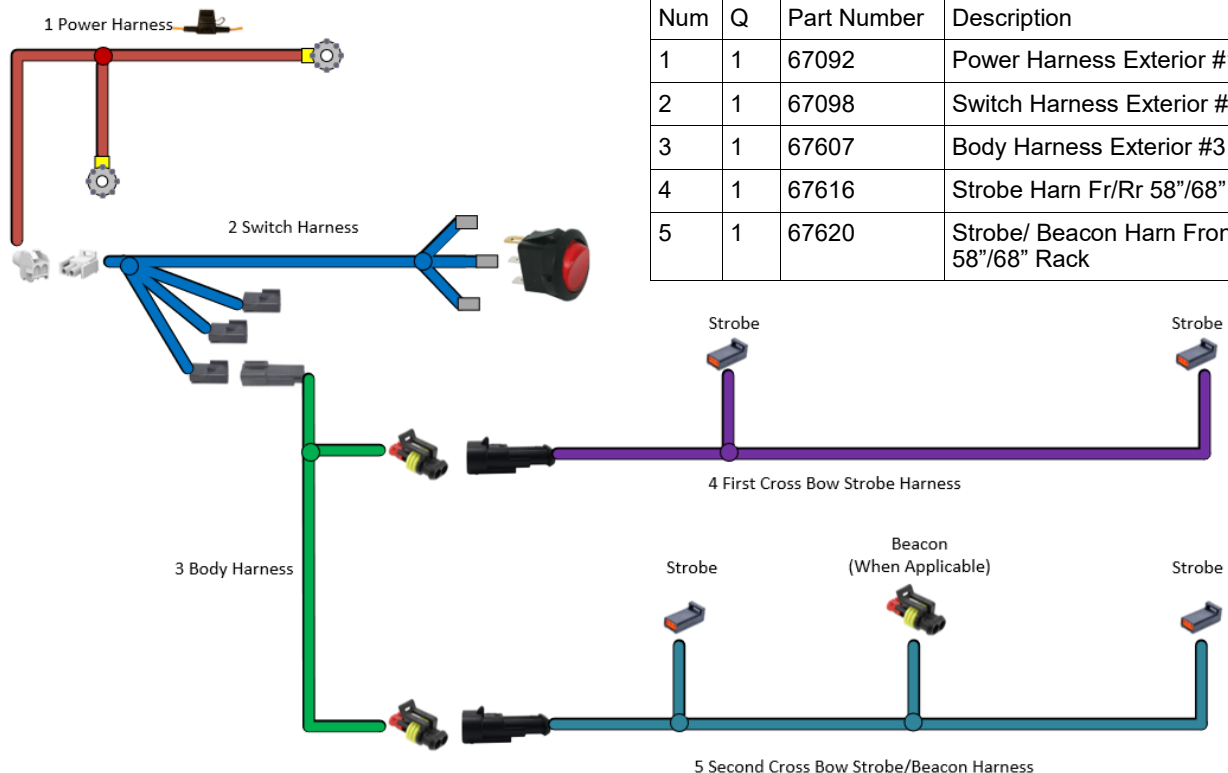 1 Power Harness
Num Q Part Number Description
1 1 67092 Power Harness Exterior #
2 1 67098 Switch Harness Exterior #
3 1 67607 Body Harness Exterior #3
4 1 67616 Strobe Harn Fr/Rr 58”/68”
5 1 67620 Strobe/ Beacon Harn Fron
58”/68” Rack
2 Switch Harness
Strobe
Strobe
4 First Cross Bow Strobe Harness
3 Body Harness
Strobe
Beacon
(When Applicable)
Strobe
5 Second Cross Bow Strobe/Beacon Harness